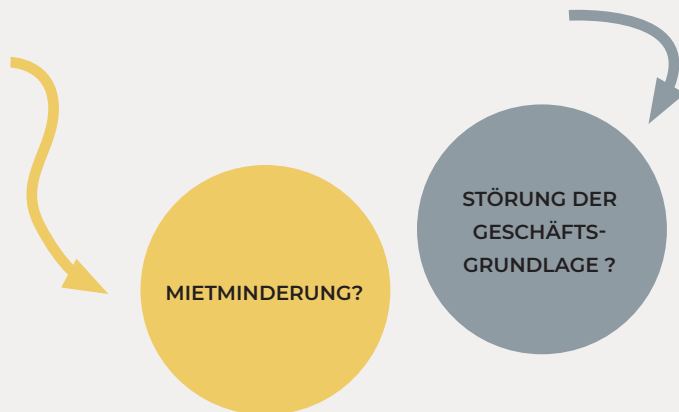 MIETMINDERUNG?
STÖRUNG DER
GESCHÄFTS-
GRUNDLAGE ?